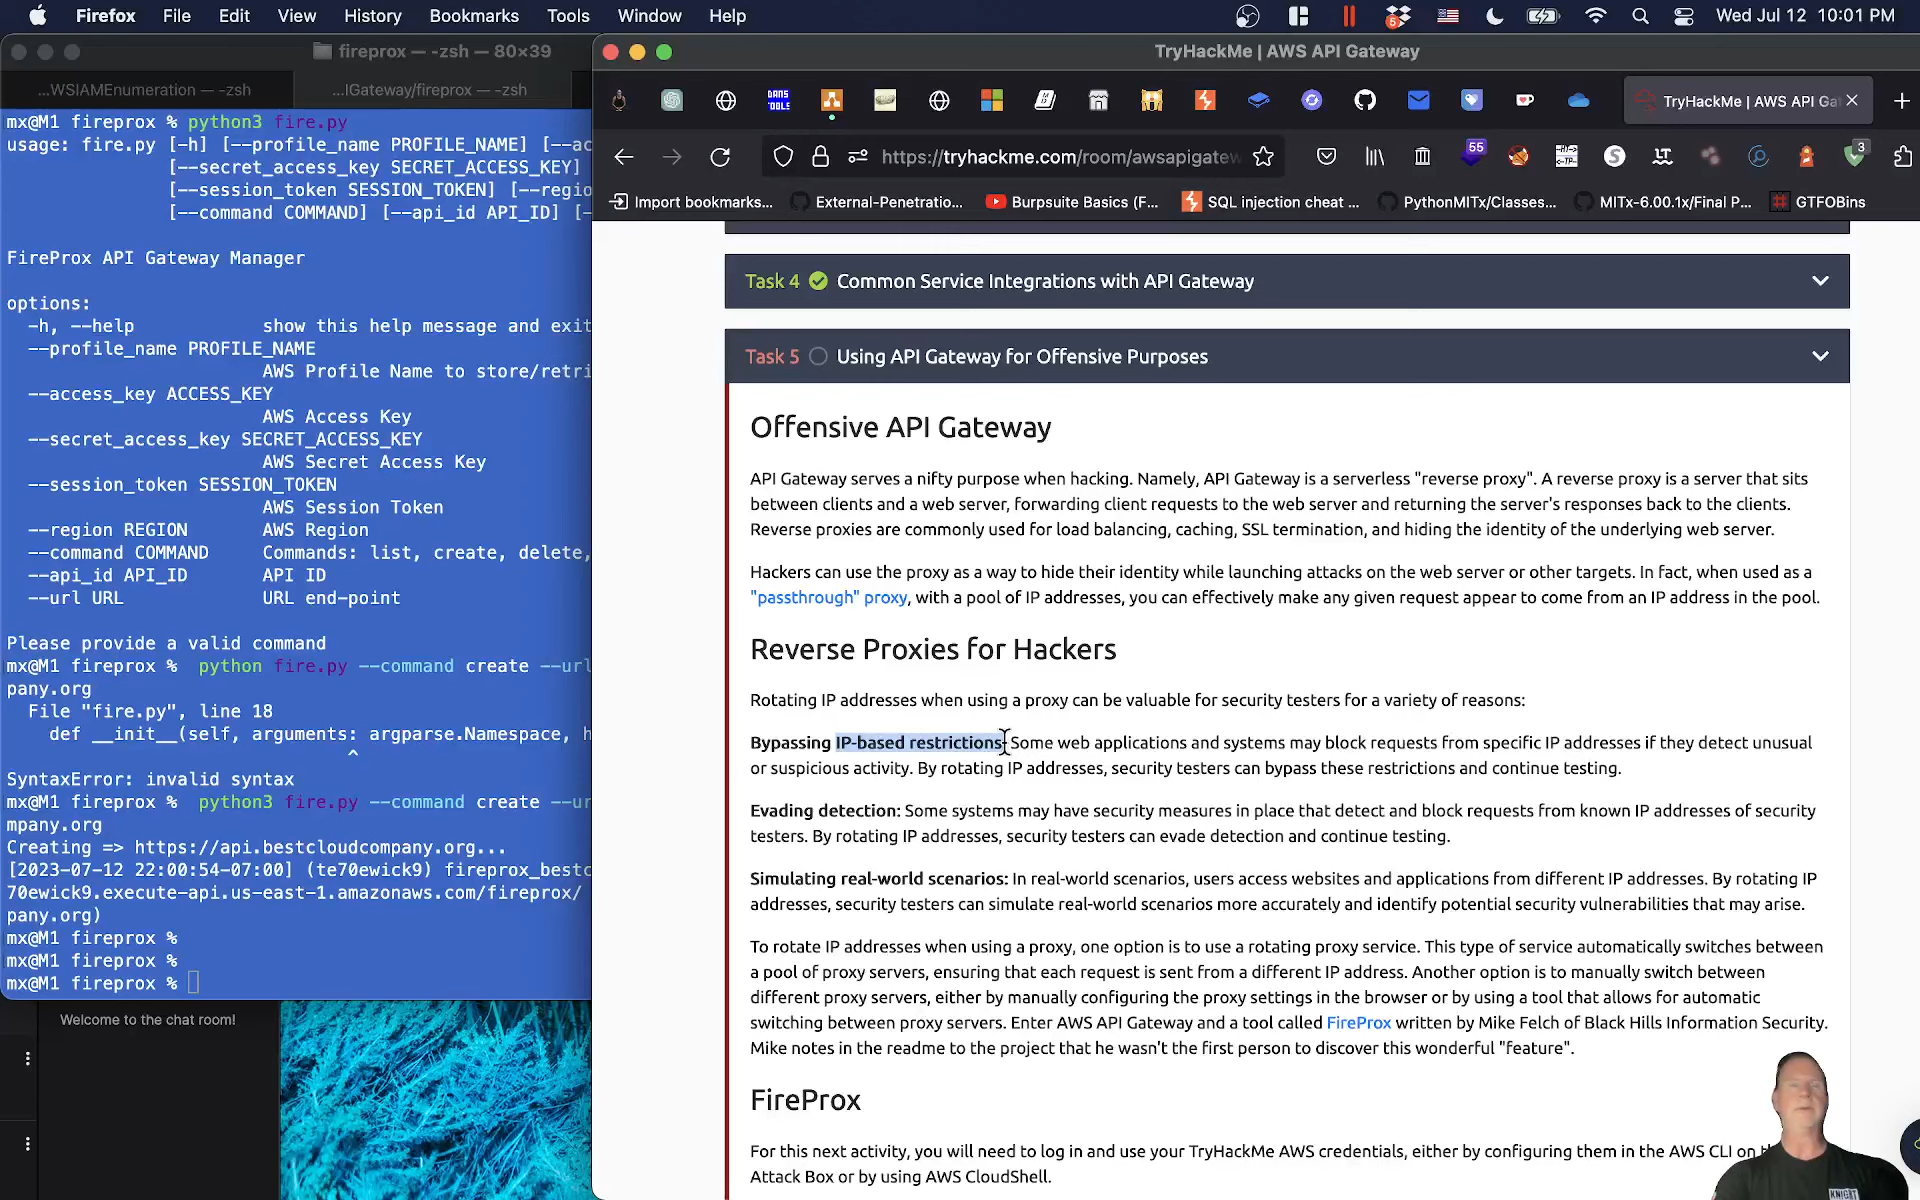 Firefox File Edit View History Bookmarks Tools Window Help
5
Wed Jul 12 10:01 PM
fireprox — -zsh — 80×39
...WSIAMEnumeration — -zsh
...IGateway/fireprox — -zsh
mx@M1 fireprox % python3 fire.py
usage: fire.py [-h] [--profile_name PROFILE_NAME] [--ac
[--secret_access_key SECRET_ACCESS_KEY]
[--session_token SESSION_TOKEN] [--regio
[--command COMMAND] [--api_id API_ID] [-
FireProx API Gateway Manager
options:
-h, --help show this help message and exit
--profile_name PROFILE_NAME
AWS Profile Name to store/retri
--access_key ACCESS_KEY
AWS Access Key
--secret_access_key SECRET_ACCESS_KEY
AWS Secret Access Key
--session_token SESSION_TOKEN
AWS Session Token
--region REGION AWS Region
--command COMMAND Commands: list, create, delete,
--api_id API_ID API ID
--url URL URL end-point
Please provide a valid command
mx@M1 fireprox % python fire.py --command create --url
pany.org
File "fire.py", line 18
def __init__(self, arguments: argparse.Namespace, h
^
SyntaxError: invalid syntax
mx@M1 fireprox % python3 fire.py --command create --ur
mpany.org
Creating => https://api.bestcloudcompany.org...
[2023-07-12 22:00:54-07:00] (te70ewick9) fireprox_bestc
70ewick9.execute-api.us-east-1.amazonaws.com/fireprox/
pany.org)
mx@M1 fireprox %
mx@M1 fireprox %
mx@M1 fireprox %
Welcome to the chat room!
TryHackMe | AWS API Gateway
DANS TOOLS
TryHackMe | AWS API Ga
https://tryhackme.com/room/awsapigatew
55
3
Import bookmarks... External-Penetratio... Burpsuite Basics (F... SQL injection cheat ... PythonMITx/Classes... MITx-6.00.1x/Final P... GTFOBins
Task 4 Common Service Integrations with API Gateway
Task 5 Using API Gateway for Offensive Purposes
Offensive API Gateway
API Gateway serves a nifty purpose when hacking. Namely, API Gateway is a serverless "reverse proxy". A reverse proxy is a server that sits
between clients and a web server, forwarding client requests to the web server and returning the server's responses back to the clients.
Reverse proxies are commonly used for load balancing, caching, SSL termination, and hiding the identity of the underlying web server.
Hackers can use the proxy as a way to hide their identity while launching attacks on the web server or other targets. In fact, when used as a
"passthrough" proxy, with a pool of IP addresses, you can effectively make any given request appear to come from an IP address in the pool.
Reverse Proxies for Hackers
Rotating IP addresses when using a proxy can be valuable for security testers for a variety of reasons:
Bypassing IP-based restrictions: Some web applications and systems may block requests from specific IP addresses if they detect unusual
or suspicious activity. By rotating IP addresses, security testers can bypass these restrictions and continue testing.
Evading detection: Some systems may have security measures in place that detect and block requests from known IP addresses of security
testers. By rotating IP addresses, security testers can evade detection and continue testing.
Simulating real-world scenarios: In real-world scenarios, users access websites and applications from different IP addresses. By rotating IP
addresses, security testers can simulate real-world scenarios more accurately and identify potential security vulnerabilities that may arise.
To rotate IP addresses when using a proxy, one option is to use a rotating proxy service. This type of service automatically switches between
a pool of proxy servers, ensuring that each request is sent from a different IP address. Another option is to manually switch between
different proxy servers, either by manually configuring the proxy settings in the browser or by using a tool that allows for automatic
switching between proxy servers. Enter AWS API Gateway and a tool called FireProx written by Mike Felch of Black Hills Information Security.
Mike notes in the readme to the project that he wasn't the first person to discover this wonderful "feature".
FireProx
For this next activity, you will need to log in and use your TryHackMe AWS credentials, either by configuring them in the AWS CLI on
Attack Box or by using AWS CloudShell.